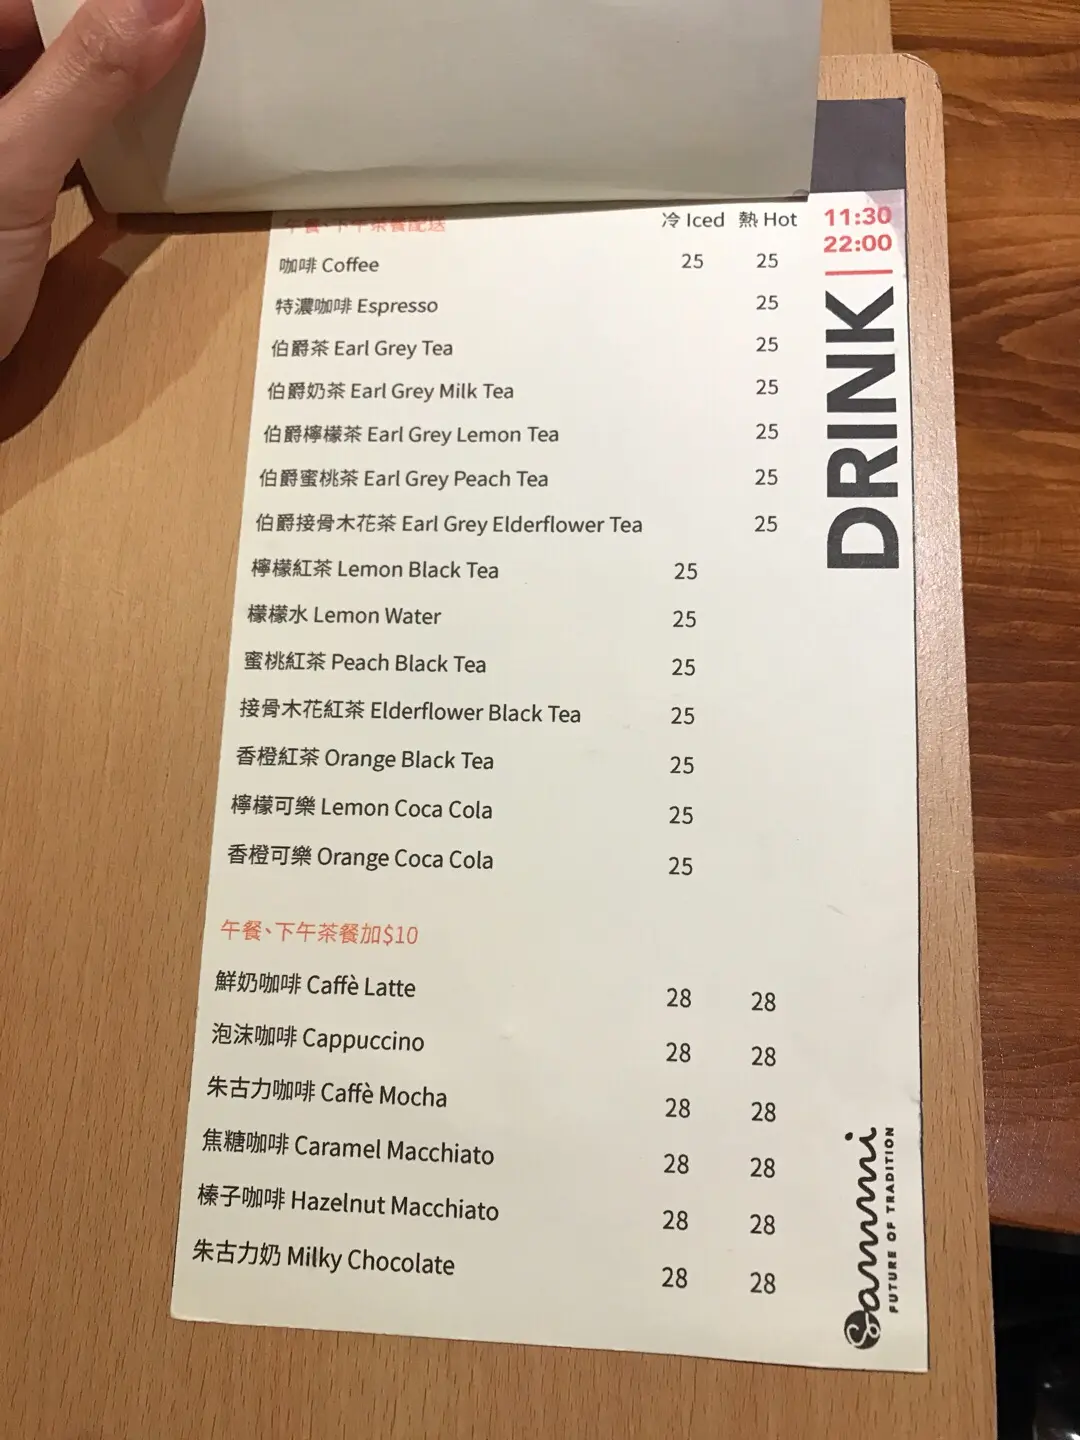 午餐、下午茶餐配送 冷 Iced 熱 Hot
咖啡 Coffee 25 25
特濃咖啡 Espresso 25
伯爵茶 Earl Grey Tea 25
伯爵奶茶 Earl Grey Milk Tea 25
伯爵檸檬茶 Earl Grey Lemon Tea 25
伯爵蜜桃茶 Earl Grey Peach Tea 25
伯爵接骨木花茶 Earl Grey Elderflower Tea 25
檸檬紅茶 Lemon Black Tea 25
檬檬水 Lemon Water 25
蜜桃紅茶 Peach Black Tea 25
接骨木花紅茶 Elderflower Black Tea 25
香橙紅茶 Orange Black Tea 25
檸檬可樂 Lemon Coca Cola 25
香橙可樂 Orange Coca Cola 25
午餐、下午茶餐加$10
鮮奶咖啡 Caffè Latte 28 28
泡沫咖啡 Cappuccino 28 28
朱古力咖啡 Caffè Mocha 28 28
焦糖咖啡 Caramel Macchiato 28 28
榛子咖啡 Hazelnut Macchiato 28 28
朱古力奶 Milky Chocolate 28 28
11:30
22:00
DRINK
Sammi
FUTURE OF TRADITION